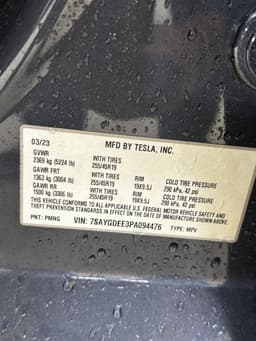 03/23 MFD BY TESLA, INC.
GVWR
2369 kg (5224 lb) WITH TIRES 255/45R19
GAWR FRT WITH TIRES RIM COLD TIRE PRESSURE
1363 kg (3004 lb) 255/45R19 19X9.5J 290 kPa, 42 psi
GAWR RR WITH TIRES RIM COLD TIRE PRESSURE
1500 kg (3306 lb) 255/45R19 19X9.5J 290 kPa, 42 psi
THIS VEHICLE CONFORMS TO ALL APPLICABLE U.S. FEDERAL MOTOR VEHICLE SAFETY AND
THEFT PREVENTION STANDARDS IN EFFECT ON THE DATE OF MANUFACTURE SHOWN ABOVE.
PNT: PMNG VIN: 7SAYGDEE3PA094476 TYPE: MPV